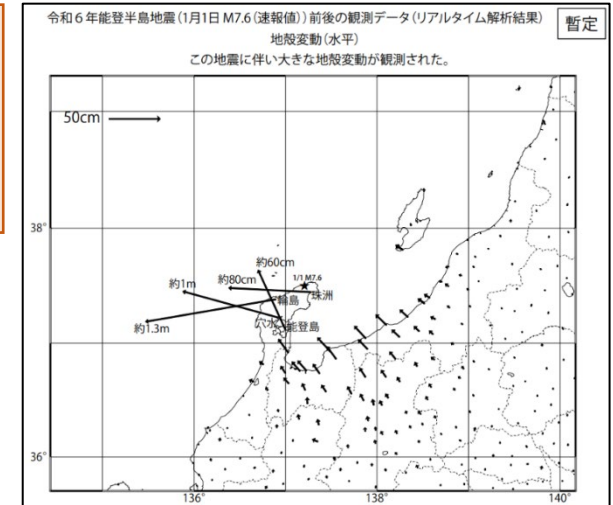 令和6年能登半島地震(1月1日 M7.6(速報値))前後の観測データ(リアルタイム解析結果)
暫定
地殻変動(水平)
この地震に伴い大きな地殻変動が観測された。
50cm
38°
約60cm
1/1 M7.6
約80cm
珠洲
約1m
輪島
穴水
能登島
約1.3m
36°
136°
138°
140°